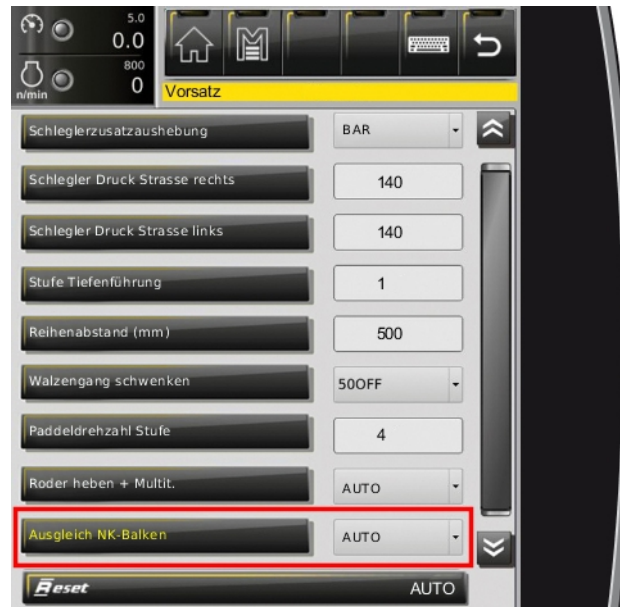 5.0
0.0
800
n/min
0
Vorsatz
Schleglerzusatzaushebung BAR
Schlegler Druck Strasse rechts 140
Schlegler Druck Strasse links 140
Stufe Tiefenführung 1
Reihenabstand (mm) 500
Walzengang schwenken 50OFF
Paddeldrehzahl Stufe 4
Roder heben + Multit. AUTO
Ausgleich NK-Balken AUTO
Reset AUTO